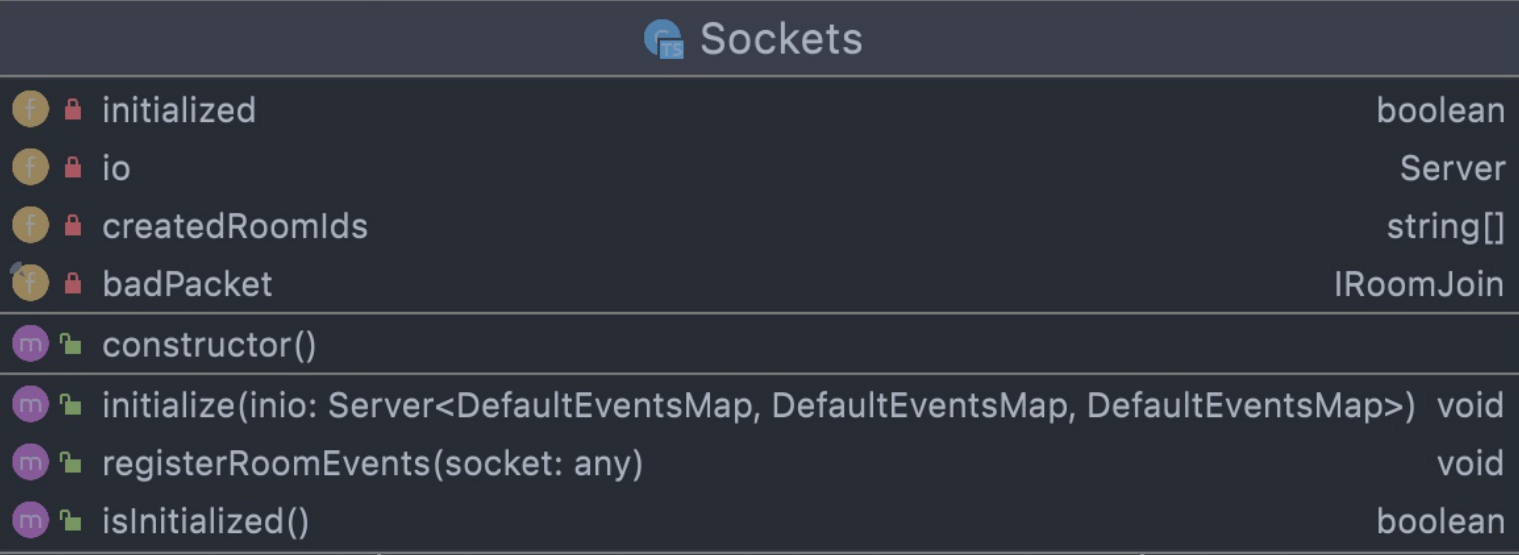 Sockets
initialized boolean
io Server
createdRoomIds string[]
badPacket IRoomJoin
constructor()
initialize(inio: Server<DefaultEventsMap, DefaultEventsMap, DefaultEventsMap>) void
registerRoomEvents(socket: any) void
isInitialized() boolean